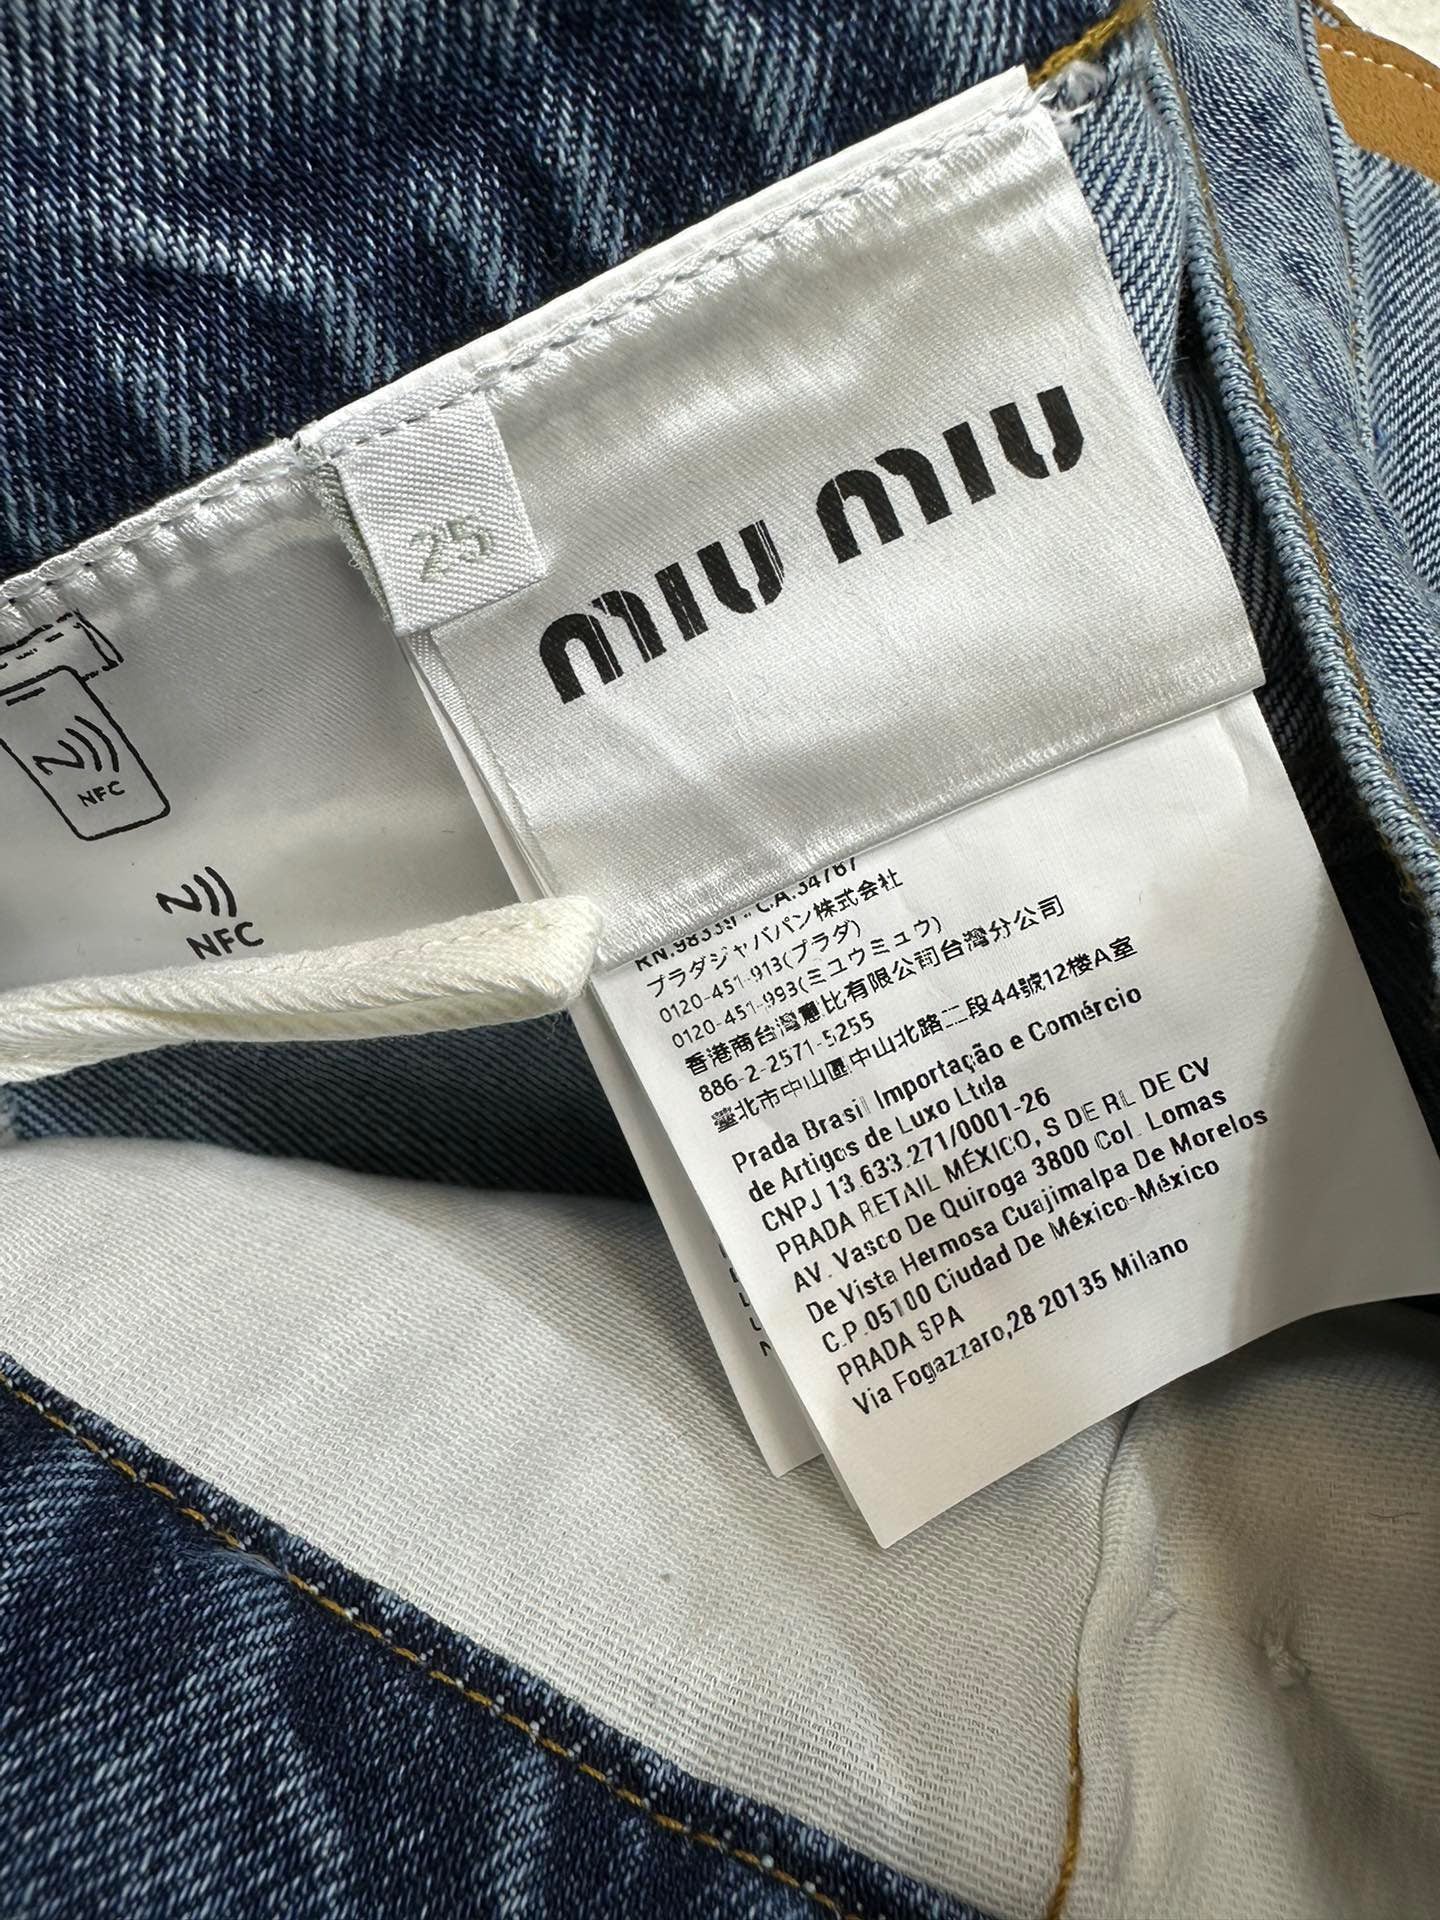 miu miu
25
NFC
NFC
RN.98339 - C.A.34767
プラダジャパン株式会社
0120-451-913(プラダ)
0120-451-993(ミュウミュウ)
香港商台灣惠比有限公司台灣分公司
886-2-2571-5255
臺北市中山區中山北路二段44號12樓A室
Prada Brasil Importação e Comércio
de Artigos de Luxo Ltda
CNPJ 13.633.271/0001-26
PRADA RETAIL MÉXICO, S DE RL DE CV
AV. Vasco De Quiroga 3800 Col. Lomas
De Vista Hermosa Cuajimalpa De Morelos
C.P.05100 Ciudad De México-México
PRADA SPA
Via Fogazzaro,28 20135 Milano